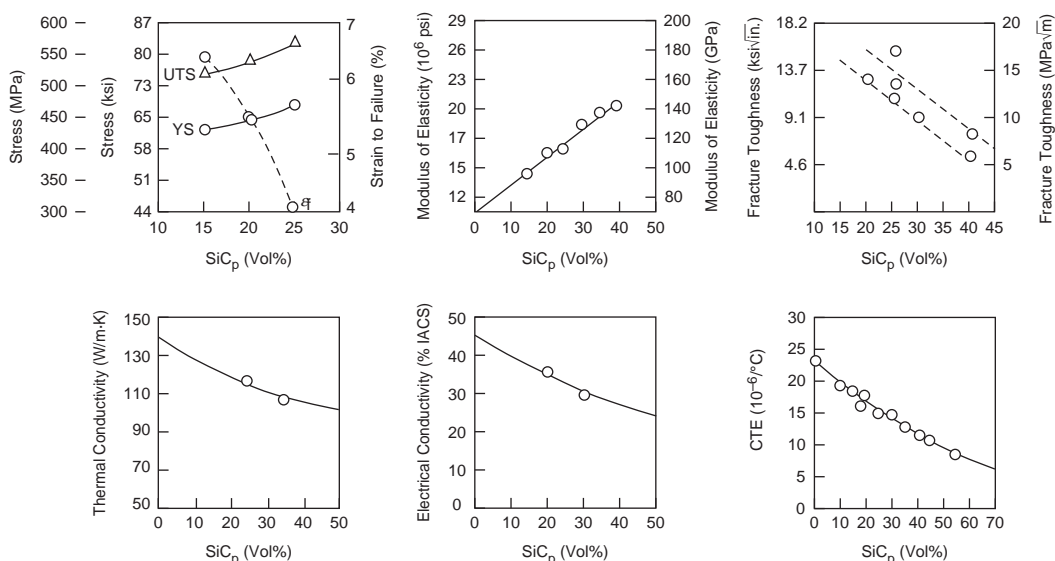 Stress (MPa)
600
550
500
450
400
350
300
Stress (ksi)
87
80
73
65
58
51
44
UTS
YS
7
6
5
4
Strain to Failure (%)
10 15 20 25 30
SiCp (Vol%)
Modulus of Elasticity (10⁶ psi)
29
26
23
20
17
15
12
200
180
160
140
120
100
80
Modulus of Elasticity (GPa)
0 10 20 30 40 50
SiCp (Vol%)
Fracture Toughness (ksi√in.)
18.2
13.7
9.1
4.6
20
15
10
5
Fracture Toughness (MPa√m)
10 15 20 25 30 35 40 45
SiCp (Vol%)
Thermal Conductivity (W/m·K)
150
130
110
90
70
50
0 10 20 30 40 50
SiCp (Vol%)
Electrical Conductivity (% IACS)
50
40
30
20
10
0
0 10 20 30 40 50
SiCp (Vol%)
CTE (10⁻⁶/°C)
30
25
20
15
10
5
0
0 10 20 30 40 50 60 70
SiCp (Vol%)